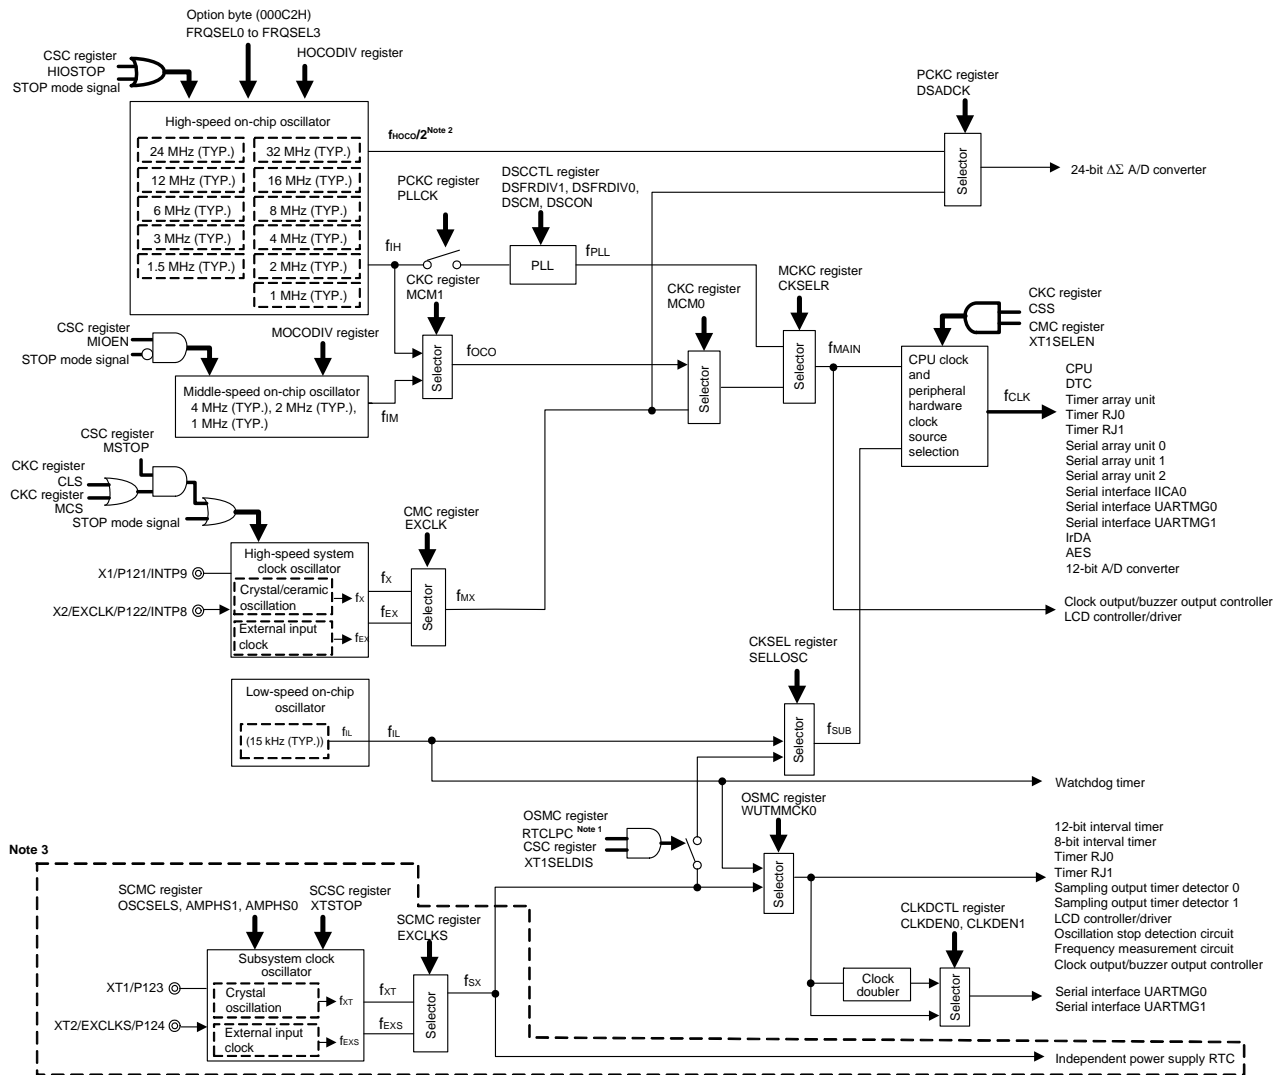 Option byte (000C2H)
FRQSEL0 to FRQSEL3
CSC register
HIOSTOP
STOP mode signal
HOCODIV register
High-speed on-chip oscillator
24 MHz (TYP.)
32 MHz (TYP.)
12 MHz (TYP.)
16 MHz (TYP.)
6 MHz (TYP.)
8 MHz (TYP.)
3 MHz (TYP.)
4 MHz (TYP.)
1.5 MHz (TYP.)
2 MHz (TYP.)
1 MHz (TYP.)
fHOCO/2 Note 2
PCKC register
DSADCK
Selector
24-bit ΔΣ A/D converter
PCKC register
PLLCK
DSCCTL register
DSFRDIV1, DSFRDIV0,
DSCM, DSCON
fIH
PLL
fPLL
CKC register
MCM1
Selector
fOCO
CKC register
MCM0
Selector
MCKC register
CKSELR
Selector
fMAIN
CKC register
CSS
CMC register
XT1SELEN
CPU clock
and
peripheral
hardware
clock
source
selection
fCLK
CPU
DTC
Timer array unit
Timer RJ0
Timer RJ1
Serial array unit 0
Serial array unit 1
Serial array unit 2
Serial interface IICA0
Serial interface UARTMG0
Serial interface UARTMG1
IrDA
AES
12-bit A/D converter
Clock output/buzzer output controller
LCD controller/driver
CSC register
MIOEN
STOP mode signal
MOCODIV register
Middle-speed on-chip oscillator
4 MHz (TYP.), 2 MHz (TYP.),
1 MHz (TYP.)
fIM
CSC register
MSTOP
CKC register
CLS
CKC register
MCS
STOP mode signal
High-speed system
clock oscillator
X1/P121/INTP9
X2/EXCLK/P122/INTP8
Crystal/ceramic
oscillation
fX
External input
clock
fEX
fX
fEX
CMC register
EXCLK
Selector
fMX
Low-speed on-chip
oscillator
(15 kHz (TYP.))
fIL
fIL
CKSEL register
SELLOSC
Selector
fSUB
Watchdog timer
OSMC register
RTCLPC Note 1
CSC register
XT1SELDIS
OSMC register
WUTMMCK0
Selector
12-bit interval timer
8-bit interval timer
Timer RJ0
Timer RJ1
Sampling output timer detector 0
Sampling output timer detector 1
LCD controller/driver
Oscillation stop detection circuit
Frequency measurement circuit
Clock output/buzzer output controller
CLKDCTL register
CLKDEN0, CLKDEN1
Clock
doubler
Selector
Serial interface UARTMG0
Serial interface UARTMG1
Note 3
SCMC register
OSCSELS, AMPHS1, AMPHS0
SCSC register
XTSTOP
Subsystem clock
oscillator
XT1/P123
XT2/EXCLKS/P124
Crystal
oscillation
fXT
External input
clock
fEXS
fXT
fEXS
SCMC register
EXCLKS
Selector
fSX
Independent power supply RTC